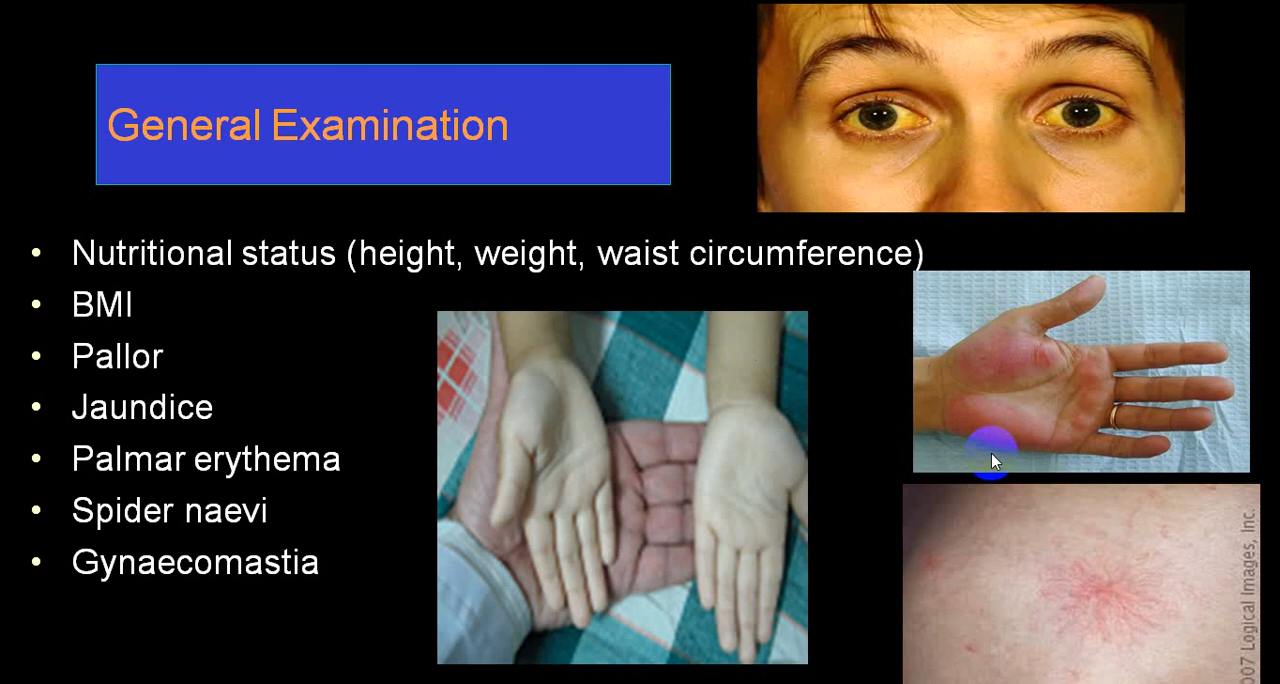 General Examination
• Nutritional status (height, weight, waist circumference)
• BMI
• Pallor
• Jaundice
• Palmar erythema
• Spider naevi
• Gynaecomastia
007 Logical Images, Inc.